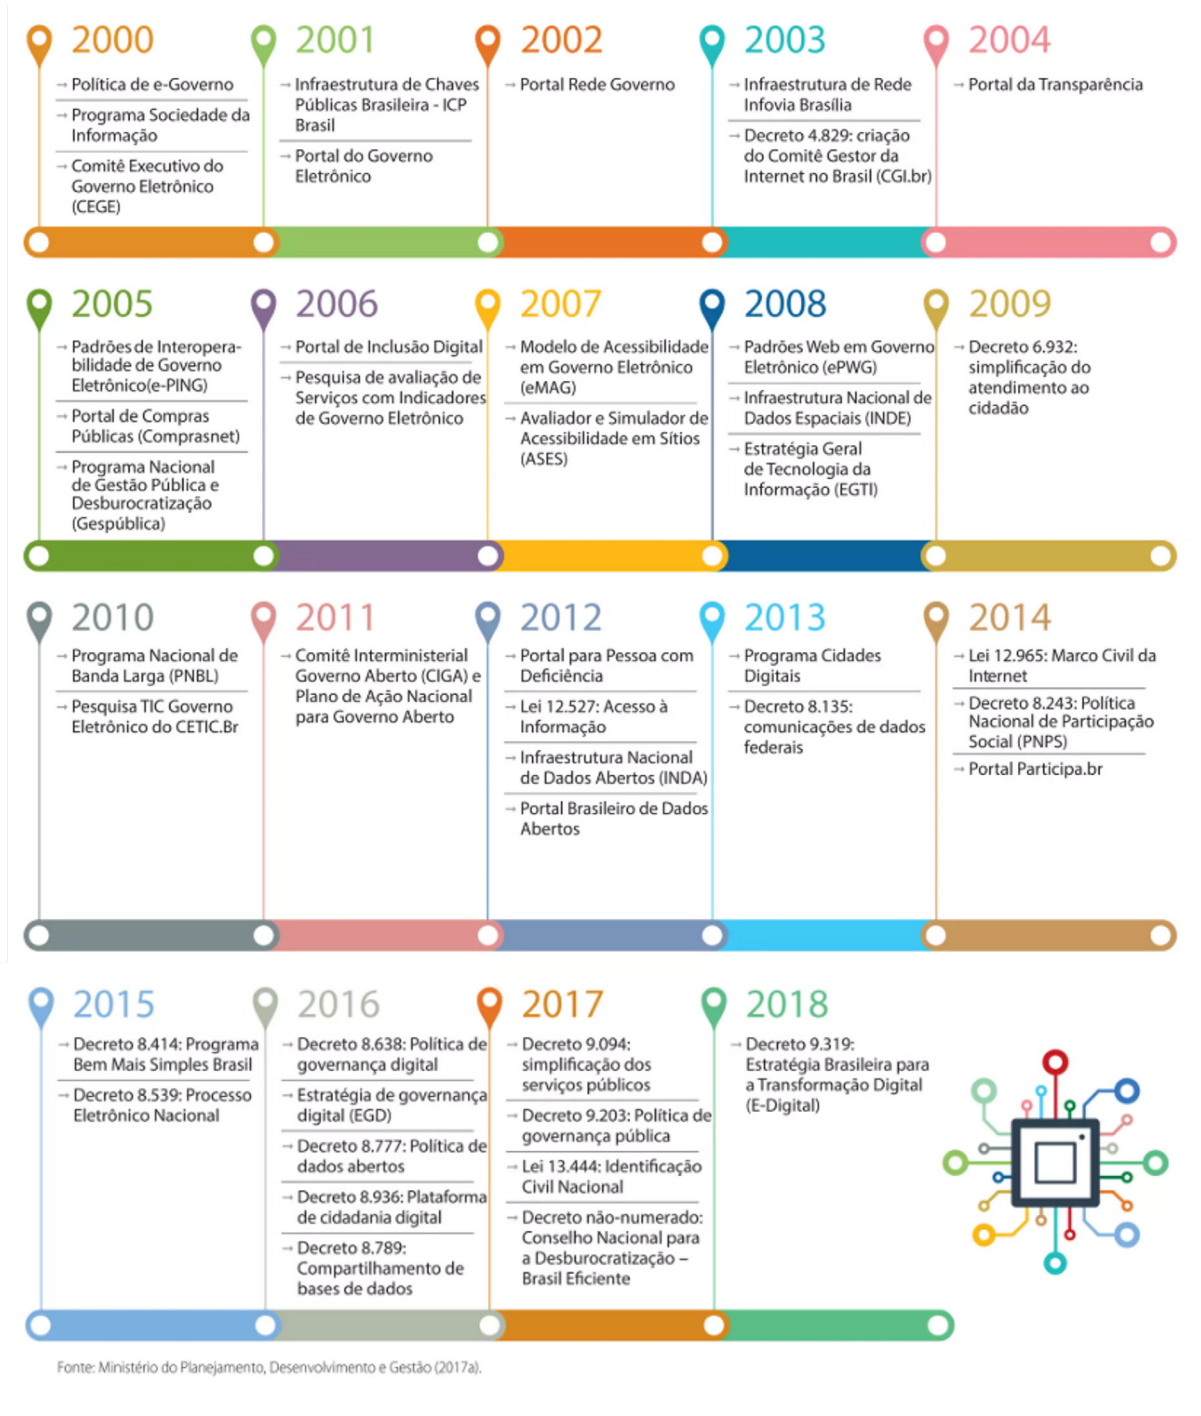 2000
→ Política de e-Governo
→ Programa Sociedade da
Informação
→ Comitê Executivo do
Governo Eletrônico
(CEGE)
2001
→ Infraestrutura de Chaves
Públicas Brasileira - ICP
Brasil
→ Portal do Governo
Eletrônico
2002
→ Portal Rede Governo
2003
→ Infraestrutura de Rede
Infovia Brasília
→ Decreto 4.829: criação
do Comitê Gestor da
Internet no Brasil (CGI.br)
2004
→ Portal da Transparência
2005
→ Padrões de Interopera-
bilidade de Governo
Eletrônico(e-PING)
→ Portal de Compras
Públicas (Comprasnet)
→ Programa Nacional
de Gestão Pública e
Desburocratização
(Gespública)
2006
→ Portal de Inclusão Digital
→ Pesquisa de avaliação de
Serviços com Indicadores
de Governo Eletrônico
2007
→ Modelo de Acessibilidade
em Governo Eletrônico
(eMAG)
→ Avaliador e Simulador de
Acessibilidade em Sítios
(ASES)
2008
→ Padrões Web em Governo
Eletrônico (ePWG)
→ Infraestrutura Nacional de
Dados Espaciais (INDE)
→ Estratégia Geral
de Tecnologia da
Informação (EGTI)
2009
→ Decreto 6.932:
simplificação do
atendimento ao
cidadão
2010
→ Programa Nacional de
Banda Larga (PNBL)
→ Pesquisa TIC Governo
Eletrônico do CETIC.Br
2011
→ Comitê Interministerial
Governo Aberto (CIGA) e
Plano de Ação Nacional
para Governo Aberto
2012
→ Portal para Pessoa com
Deficiência
→ Lei 12.527: Acesso à
Informação
→ Infraestrutura Nacional
de Dados Abertos (INDA)
→ Portal Brasileiro de Dados
Abertos
2013
→ Programa Cidades
Digitais
→ Decreto 8.135:
comunicações de dados
federais
2014
→ Lei 12.965: Marco Civil da
Internet
→ Decreto 8.243: Política
Nacional de Participação
Social (PNPS)
→ Portal Participa.br
2015
→ Decreto 8.414: Programa
Bem Mais Simples Brasil
→ Decreto 8.539: Processo
Eletrônico Nacional
2016
→ Decreto 8.638: Política de
governança digital
→ Estratégia de governança
digital (EGD)
→ Decreto 8.777: Política de
dados abertos
→ Decreto 8.936: Plataforma
de cidadania digital
→ Decreto 8.789:
Compartilhamento de
bases de dados
2017
→ Decreto 9.094:
simplificação dos
serviços públicos
→ Decreto 9.203: Política de
governança pública
→ Lei 13.444: Identificação
Civil Nacional
→ Decreto não-numerado:
Conselho Nacional para
a Desburocratização –
Brasil Eficiente
2018
→ Decreto 9.319:
Estratégia Brasileira para
a Transformação Digital
(E-Digital)
Fonte: Ministério do Planejamento, Desenvolvimento e Gestão (2017a).